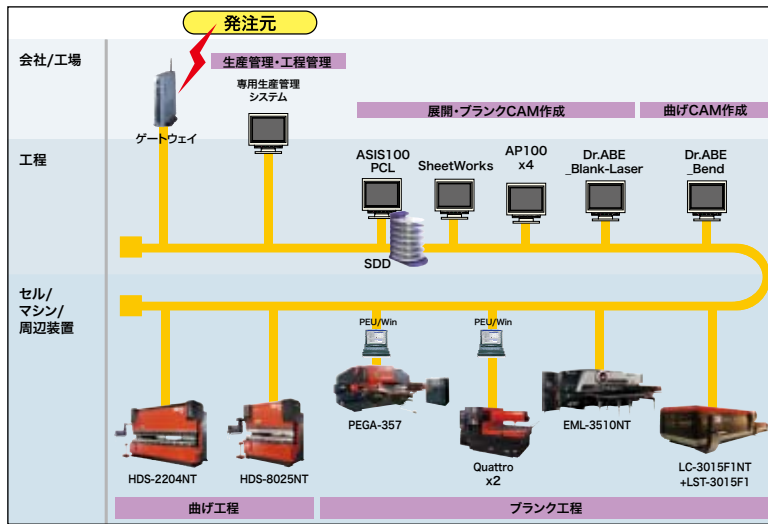 発注元
会社/工場
生産管理・工程管理
専用生産管理
システム
ゲートウェイ
展開・ブランクCAM作成
曲げCAM作成
工程
ASIS100
PCL
SheetWorks
AP100
x4
Dr.ABE
_Blank-Laser
Dr.ABE
_Bend
SDD
セル/
マシン/
周辺装置
PEU/Win
PEU/Win
HDS-2204NT
HDS-8025NT
PEGA-357
Quattro
x2
EML-3510NT
LC-3015F1NT
+LST-3015F1
曲げ工程
ブランク工程